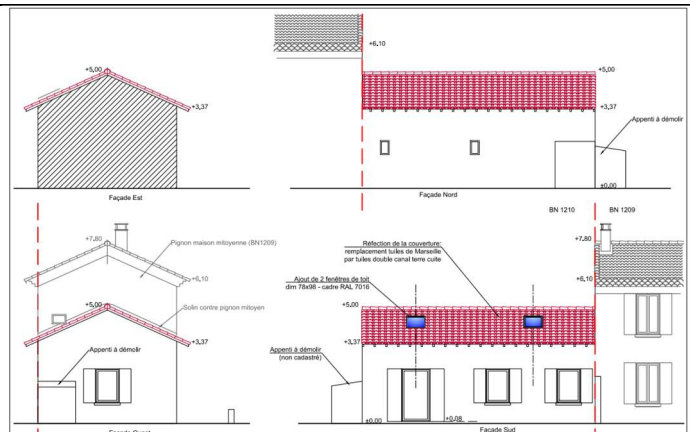 +6,10
+5,00
+5,00
+3,37
+3,37
Appenti à démolir
±0,00
Façade Est
Façade Nord
BN 1210
BN 1209
+7,80
Pignon maison mitoyenne (BN1209)
+6,10
+5,00
Solin contre pignon mitoyen
+3,37
Appenti à démolir
Façade Ouest
+7,80
Réfection de la couverture:
remplacement tuiles de Marseille
par tuiles double canal terre cuite
+6,10
Ajout de 2 fenêtres de toit
dim 78x98 - cadre RAL 7016
+5,00
+3,37
Appenti à démolir
(non cadastré)
±0,00
+0,08
Façade Sud